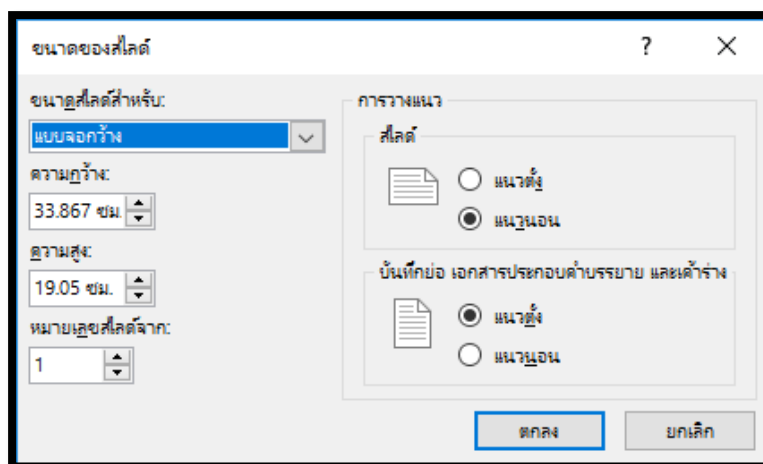 ขนาดของสไลด์
?
ขนาดสไลด์สำหรับ:
แบบจอกว้าง
ความกว้าง:
33.867 ซม.
ความสูง:
19.05 ซม.
หมายเลขสไลด์จาก:
1
การวางแนว
สไลด์
แนวตั้ง
แนวนอน
บันทึกย่อ เอกสารประกอบคำบรรยาย และเค้าร่าง
แนวตั้ง
แนวนอน
ตกลง
ยกเลิก